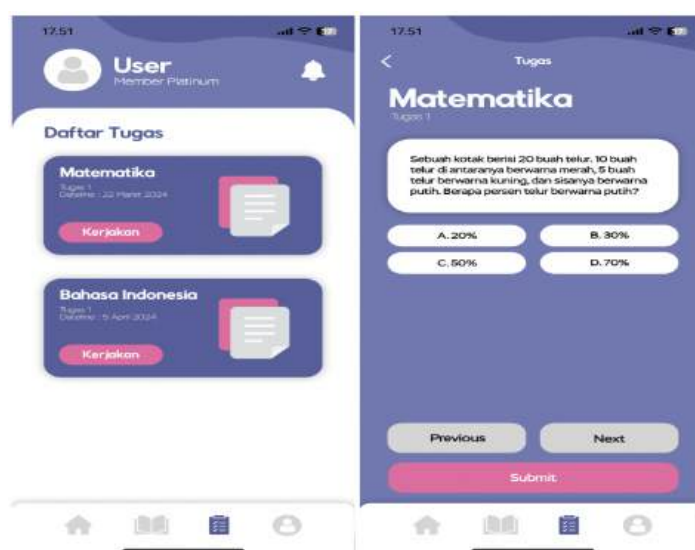 17.51
User
Member Platinum
Daftar Tugas
Matematika
Tugas 1
Deadline : 22 Maret 2024
Kerjakan
Bahasa Indonesia
Tugas 1
Deadline : 5 April 2024
Kerjakan
17.51
Tugas
Matematika
Tugas 1
Sebuah kotak berisi 20 buah telur. 10 buah
telur di antaranya berwarna merah, 5 buah
telur berwarna kuning, dan sisanya berwarna
putih. Berapa persen telur berwarna putih?
A. 20%
B. 30%
C. 50%
D. 70%
Previous
Next
Submit